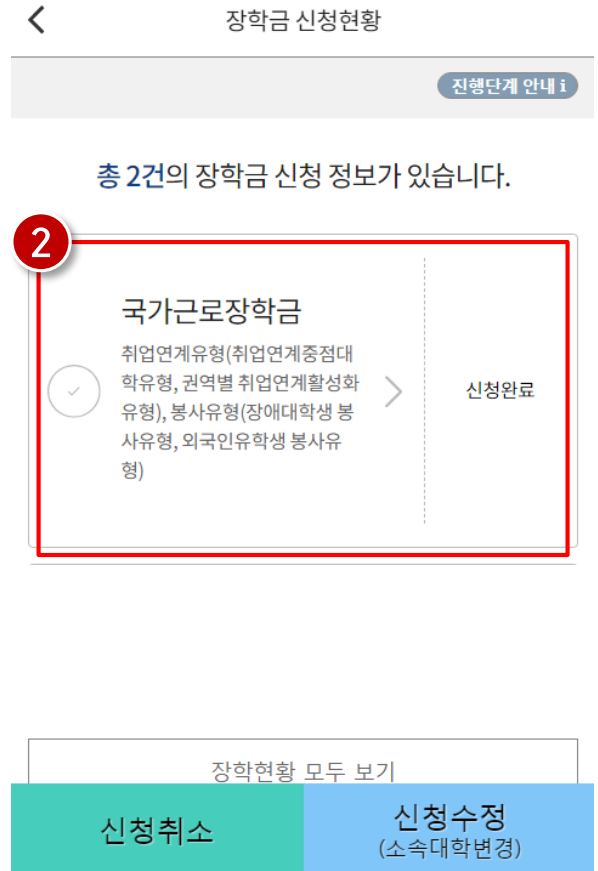 장학금 신청현황
진행단계 안내 i
총 2건의 장학금 신청 정보가 있습니다.
2
국가근로장학금
취업연계유형(취업연계중점대
학유형, 권역별 취업연계활성화
유형), 봉사유형(장애대학생 봉
사유형, 외국인유학생 봉사유
형)
신청완료
장학현황 모두 보기
신청취소
신청수정
(소속대학변경)